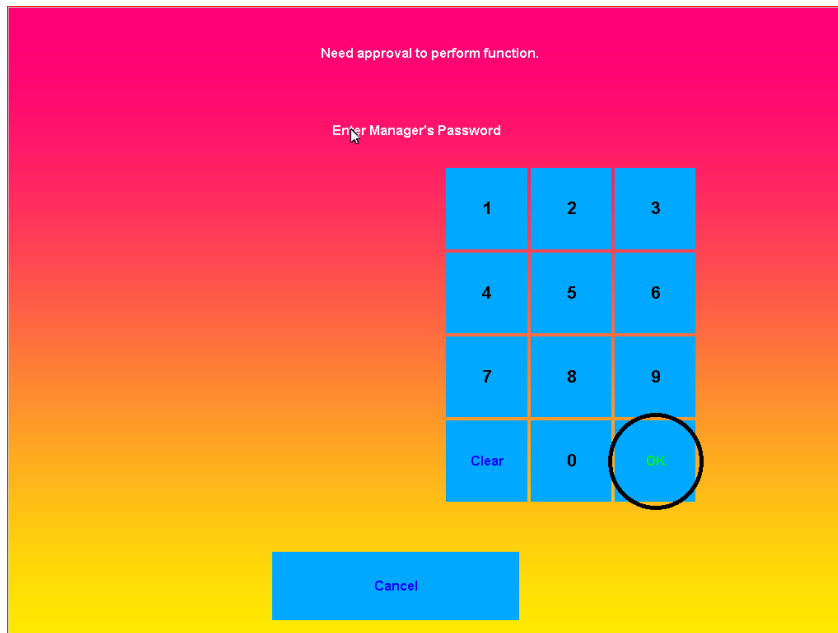 Need approval to perform function.
Enter Manager's Password
1 2 3
4 5 6
7 8 9
Clear 0 OK
Cancel